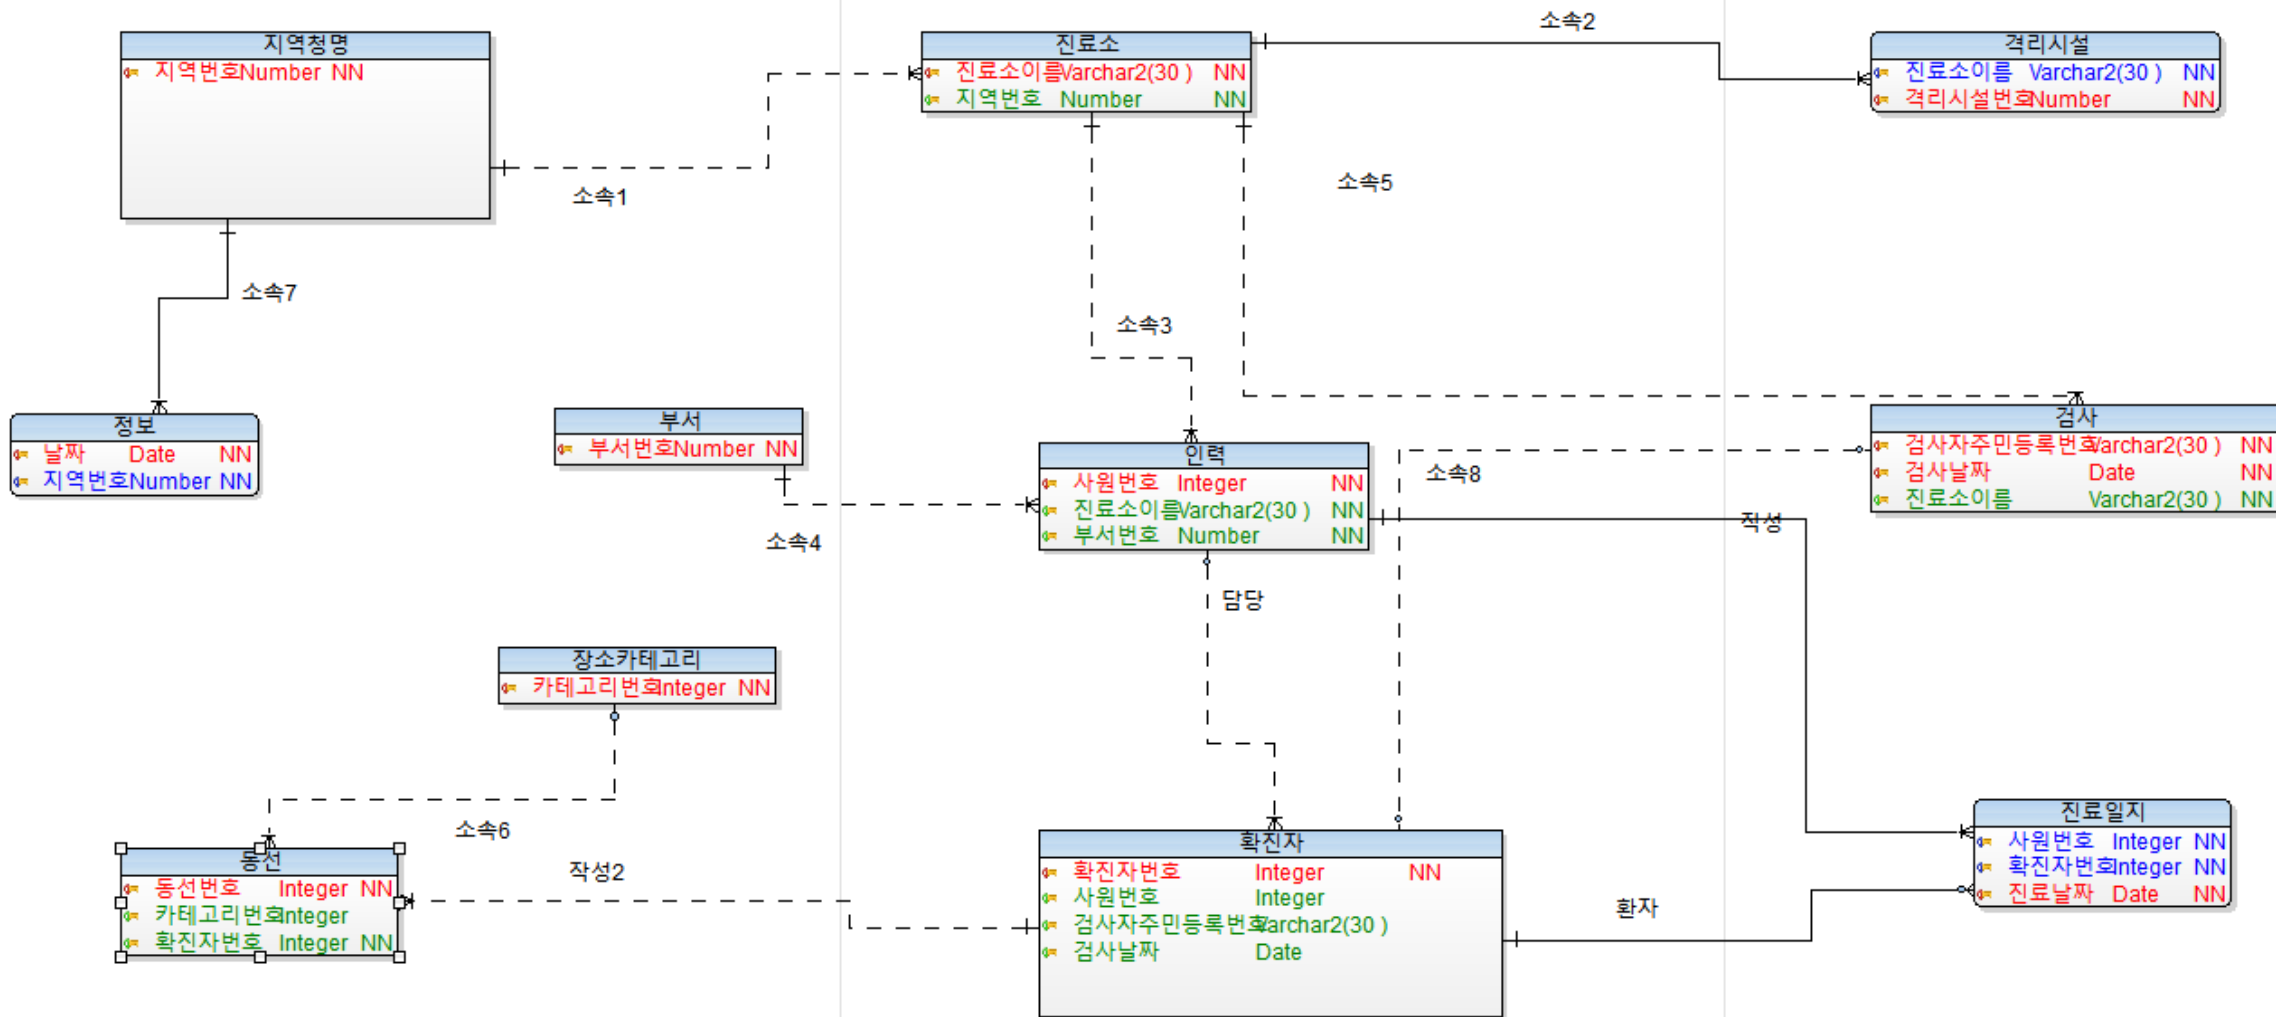 소속2
지역청명
지역번호Number NN
진료소
진료소이름Varchar2(30 ) NN
지역번호 Number NN
격리시설
진료소이름 Varchar2(30 ) NN
격리시설번호Number NN
소속1
소속5
소속7
소속3
정보
날짜 Date NN
지역번호Number NN
부서
부서번호Number NN
소속4
인력
사원번호 Integer NN
진료소이름Varchar2(30 ) NN
부서번호 Number NN
소속8
검사
검사자주민등록번호Varchar2(30 ) NN
검사날짜 Date NN
진료소이름 Varchar2(30 ) NN
작성
담당
장소카테고리
카테고리번호Integer NN
소속6
동선
동선번호 Integer NN
카테고리번호Integer
확진자번호 Integer NN
작성2
확진자
확진자번호 Integer NN
사원번호 Integer
검사자주민등록번호Varchar2(30 )
검사날짜 Date
환자
진료일지
사원번호 Integer NN
확진자번호Integer NN
진료날짜 Date NN